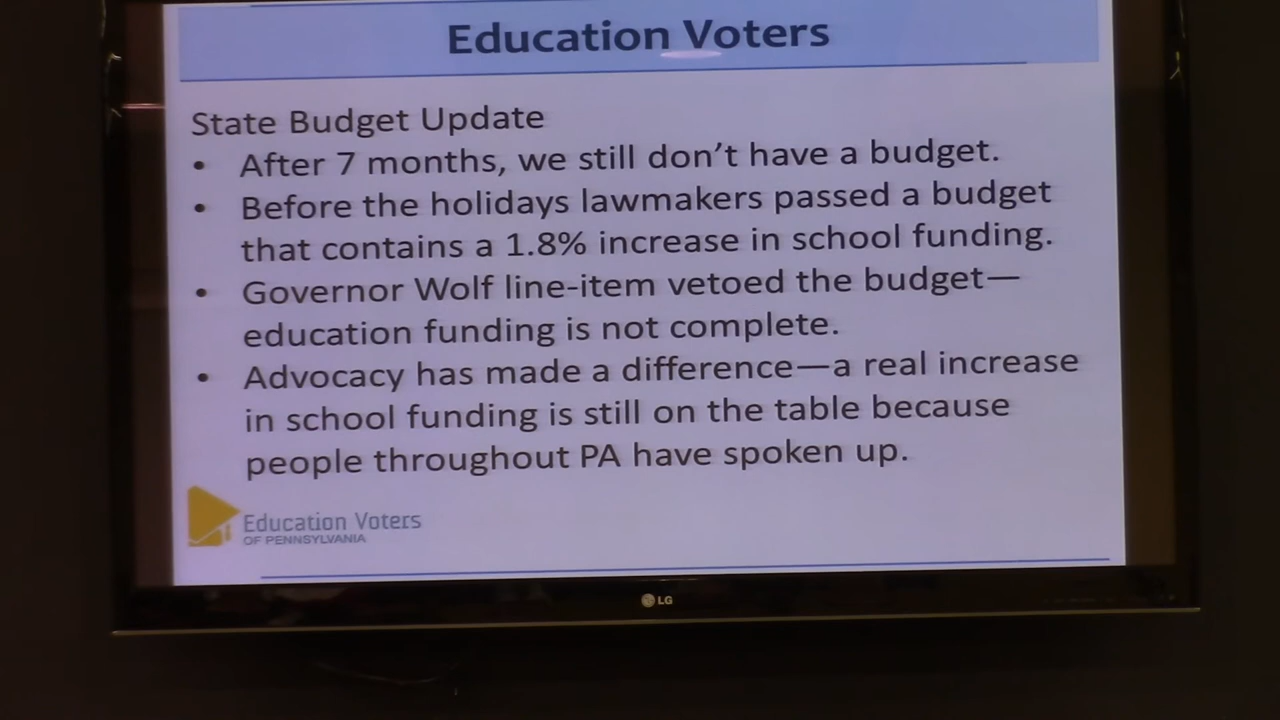 Education Voters
State Budget Update
• After 7 months, we still don't have a budget.
• Before the holidays lawmakers passed a budget
that contains a 1.8% increase in school funding.
• Governor Wolf line-item vetoed the budget—
education funding is not complete.
• Advocacy has made a difference—a real increase
in school funding is still on the table because
people throughout PA have spoken up.
Education Voters
OF PENNSYLVANIA
LG